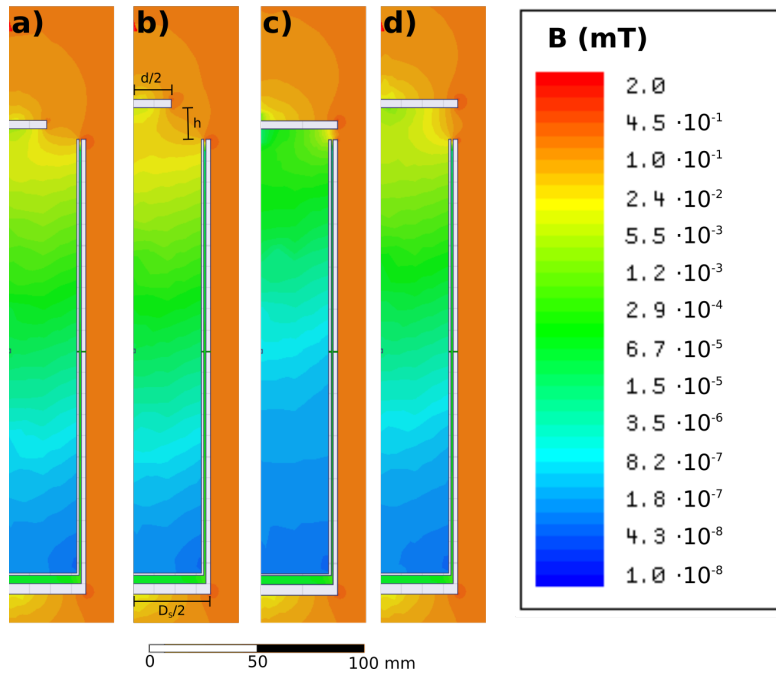 a)
b)
c)
d)
d/2
h
Dₛ/2
0
50
100 mm
B (mT)
2.0
4.5 ·10⁻¹
1.0 ·10⁻¹
2.4 ·10⁻²
5.5 ·10⁻³
1.2 ·10⁻³
2.9 ·10⁻⁴
6.7 ·10⁻⁵
1.5 ·10⁻⁵
3.5 ·10⁻⁶
8.2 ·10⁻⁷
1.8 ·10⁻⁷
4.3 ·10⁻⁸
1.0 ·10⁻⁸